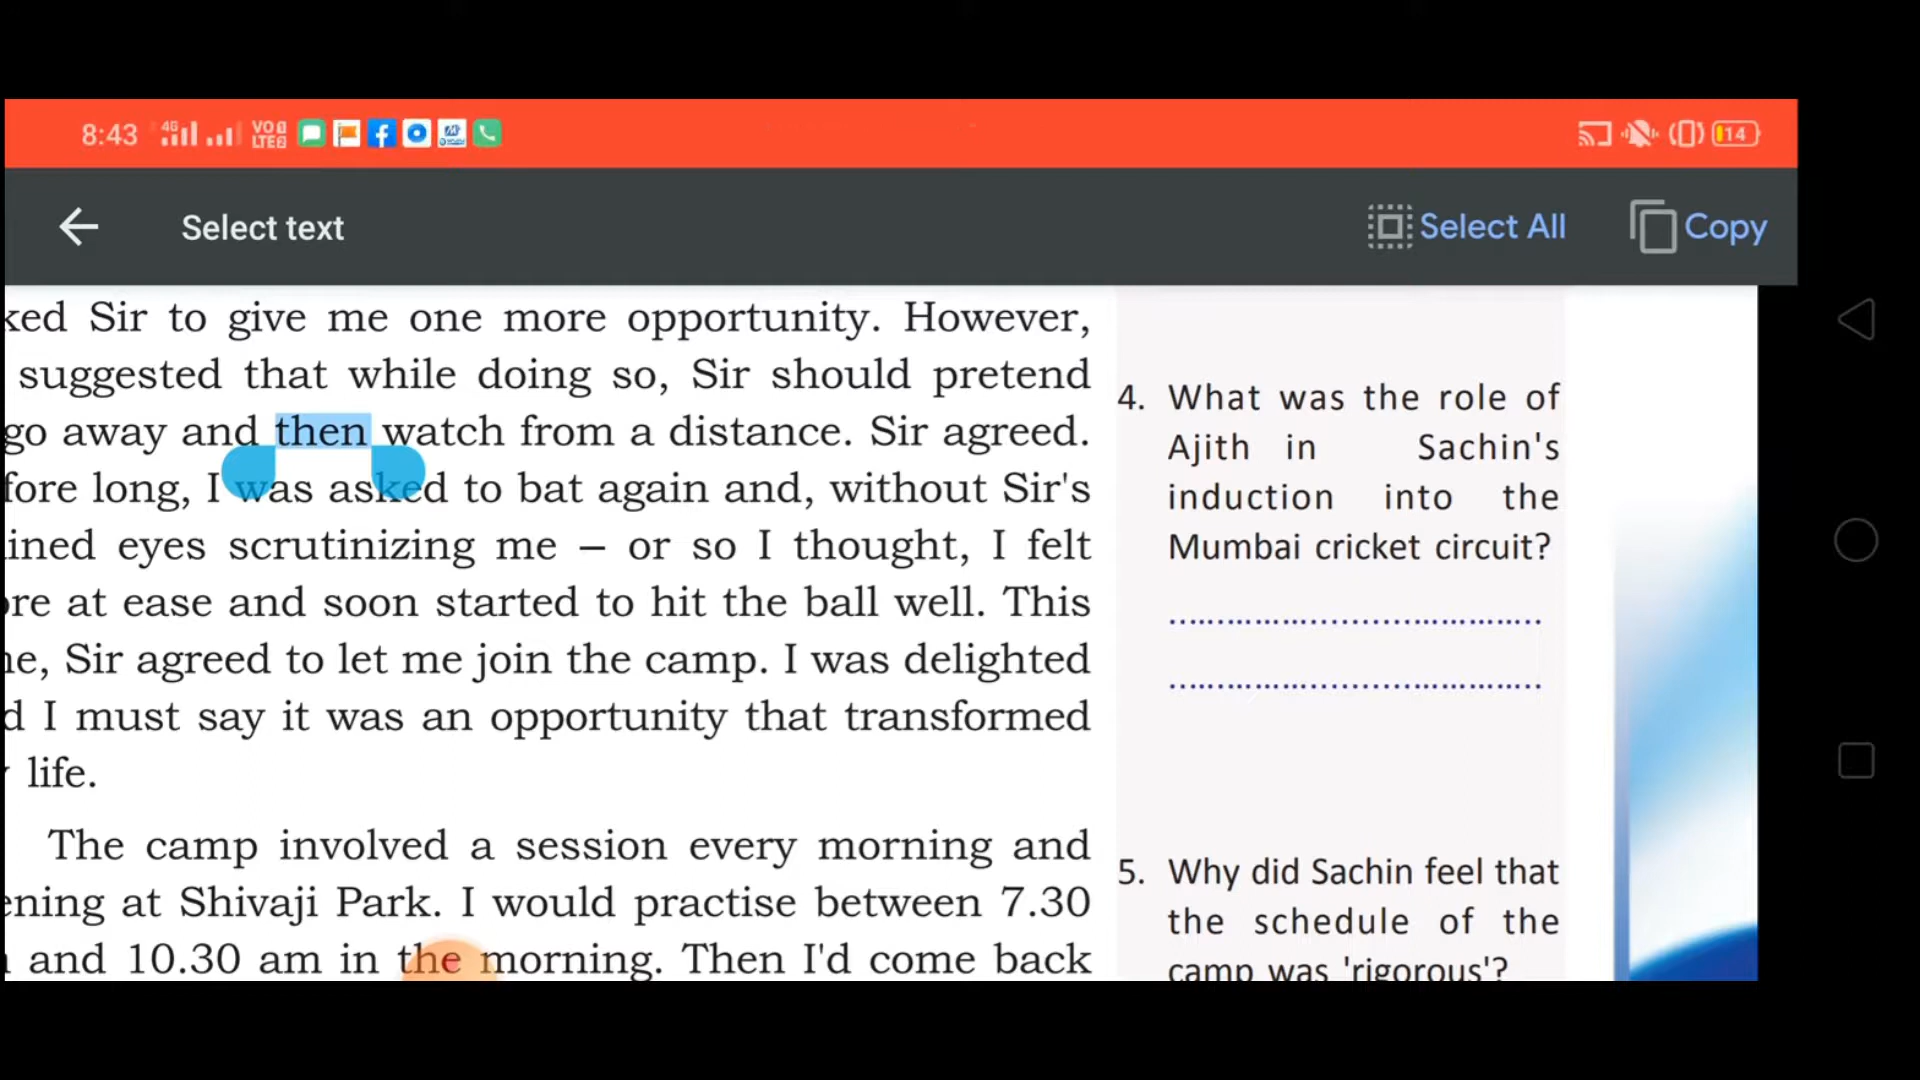 8:43 4G VO LTE2 14
Select text Select All Copy
ked Sir to give me one more opportunity. However,
suggested that while doing so, Sir should pretend
go away and then watch from a distance. Sir agreed.
fore long, I was asked to bat again and, without Sir's
ined eyes scrutinizing me – or so I thought, I felt
ore at ease and soon started to hit the ball well. This
ne, Sir agreed to let me join the camp. I was delighted
d I must say it was an opportunity that transformed
life.
The camp involved a session every morning and
ening at Shivaji Park. I would practise between 7.30
and 10.30 am in the morning. Then I'd come back
4. What was the role of
Ajith in Sachin's
induction into the
Mumbai cricket circuit?
5. Why did Sachin feel that
the schedule of the
camp was 'rigorous'?